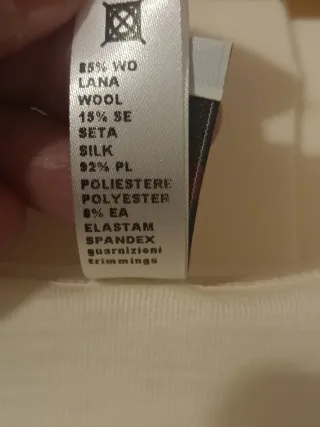 85% WO
LANA
WOOL
15% SE
SETA
SILK
92% PL
POLIESTERE
POLYESTER
8% EA
ELASTAM
SPANDEX
guarnizioni
trimmings